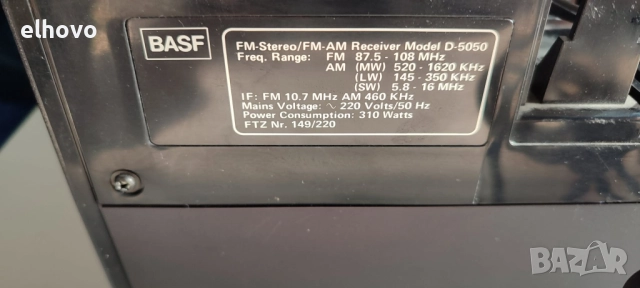 elhovo
BASF
FM-Stereo/FM-AM Receiver Model D-5050
Freq. Range: FM 87.5 - 108 MHz
AM (MW) 520 - 1620 KHz
(LW) 145 - 350 KHz
(SW) 5.8 - 16 MHz
IF: FM 10.7 MHz AM 460 KHz
Mains Voltage: ∿ 220 Volts/50 Hz
Power Consumption: 310 Watts
FTZ Nr. 149/220
BAZAR